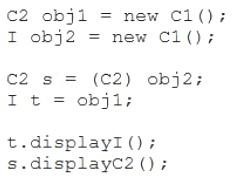 C2 obj1 = new C1();
I obj2 = new C1();
C2 s = (C2) obj2;
I t = obj1;
t.displayI();
s.displayC2();